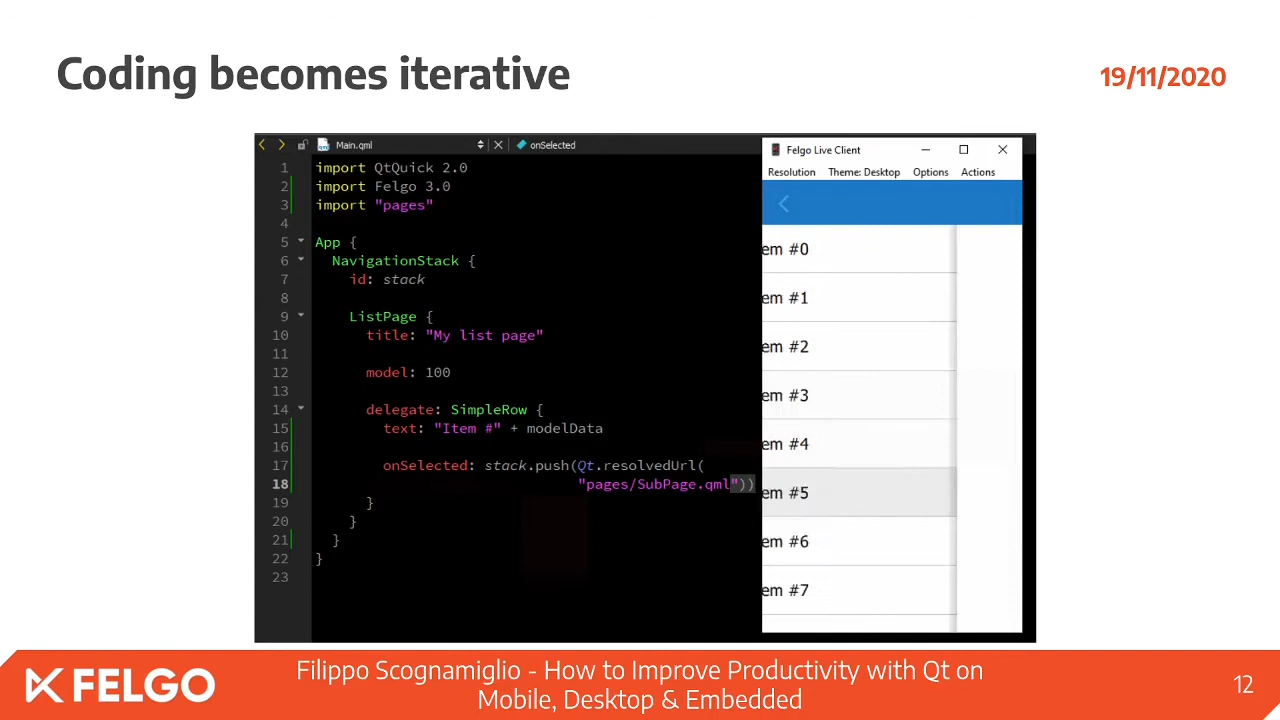 Coding becomes iterative
19/11/2020
Main.qml
onSelected
1 import QtQuick 2.0
2 import Felgo 3.0
3 import "pages"
4
5 App {
6 NavigationStack {
7 id: stack
8
9 ListPage {
10 title: "My list page"
11
12 model: 100
13
14 delegate: SimpleRow {
15 text: "Item #" + modelData
16
17 onSelected: stack.push(Qt.resolvedUrl(
18 "pages/SubPage.qml"))
19 }
20 }
21 }
22 }
23
Felgo Live Client
Resolution Theme: Desktop Options Actions
em #0
em #1
em #2
em #3
em #4
em #5
em #6
em #7
FELGO
Filippo Scognamiglio - How to Improve Productivity with Qt on
Mobile, Desktop & Embedded
12